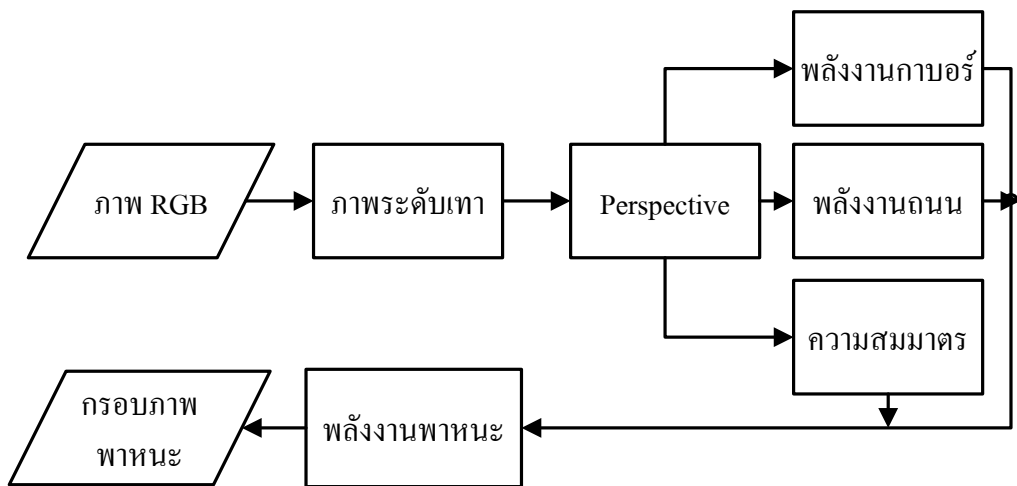 พลังงานกาบอร์
ภาพ RGB
ภาพระดับเทา
Perspective
พลังงานถนน
ความสมมาตร
กรอบภาพ
พาหนะ
พลังงานพาหนะ